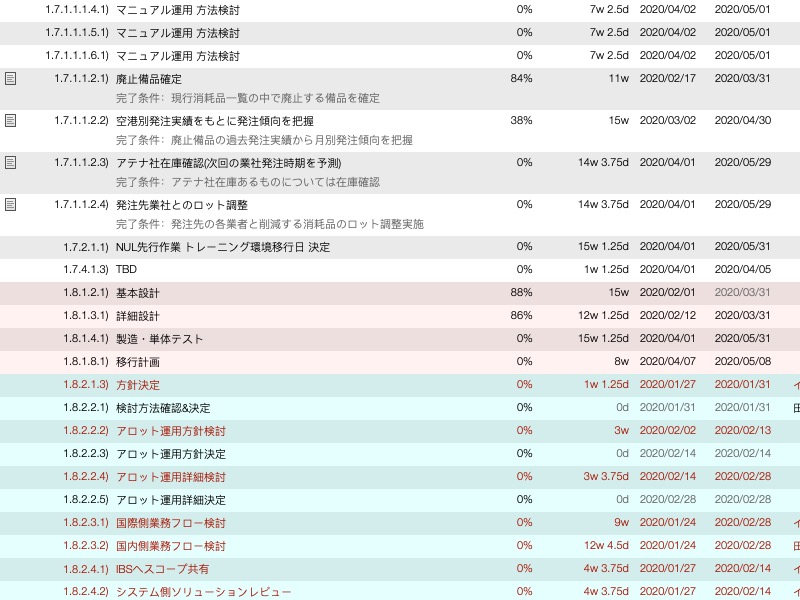 1.7.1.1.1.4.1) マニュアル運用 方法検討 0% 7w 2.5d 2020/04/02 2020/05/01
1.7.1.1.1.5.1) マニュアル運用 方法検討 0% 7w 2.5d 2020/04/02 2020/05/01
1.7.1.1.1.6.1) マニュアル運用 方法検討 0% 7w 2.5d 2020/04/02 2020/05/01
1.7.1.1.2.1) 廃止備品確定 84% 11w 2020/02/17 2020/03/31
完了条件：現行消耗品一覧の中で廃止する備品を確定
1.7.1.1.2.2) 空港別発注実績をもとに発注傾向を把握 38% 15w 2020/03/02 2020/04/30
完了条件：廃止備品の過去発注実績から月別発注傾向を把握
1.7.1.1.2.3) アテナ社在庫確認(次回の業社発注時期を予測) 0% 14w 3.75d 2020/04/01 2020/05/29
完了条件：アテナ社在庫あるものについては在庫確認
1.7.1.1.2.4) 発注先業社とのロット調整 0% 14w 3.75d 2020/04/01 2020/05/29
完了条件：発注先の各業者と削減する消耗品のロット調整実施
1.7.2.1.1) NUL先行作業 トレーニング環境移行日 決定 0% 15w 1.25d 2020/04/01 2020/05/31
1.7.4.1.3) TBD 0% 1w 1.25d 2020/04/01 2020/04/05
1.8.1.2.1) 基本設計 88% 15w 2020/02/01 2020/03/31
1.8.1.3.1) 詳細設計 86% 12w 1.25d 2020/02/12 2020/03/31
1.8.1.4.1) 製造・単体テスト 0% 15w 1.25d 2020/04/01 2020/05/31
1.8.1.8.1) 移行計画 0% 8w 2020/04/07 2020/05/08
1.8.2.1.3) 方針決定 0% 1w 1.25d 2020/01/27 2020/01/31 イ
1.8.2.2.1) 検討方法確認&決定 0% 0d 2020/01/31 2020/01/31 田
1.8.2.2.2) アロット運用方針検討 0% 3w 2020/02/02 2020/02/13
1.8.2.2.3) アロット運用方針決定 0% 0d 2020/02/14 2020/02/14
1.8.2.2.4) アロット運用詳細検討 0% 3w 3.75d 2020/02/14 2020/02/28
1.8.2.2.5) アロット運用詳細決定 0% 0d 2020/02/28 2020/02/28
1.8.2.3.1) 国際側業務フロー検討 0% 9w 2020/01/24 2020/02/28 イ
1.8.2.3.2) 国内側業務フロー検討 0% 12w 4.5d 2020/01/24 2020/02/28 田
1.8.2.4.1) IBSへスコープ共有 0% 4w 3.75d 2020/01/27 2020/02/14 イ
1.8.2.4.2) システム側ソリューションレビュー 0% 4w 3.75d 2020/01/27 2020/02/14 イ